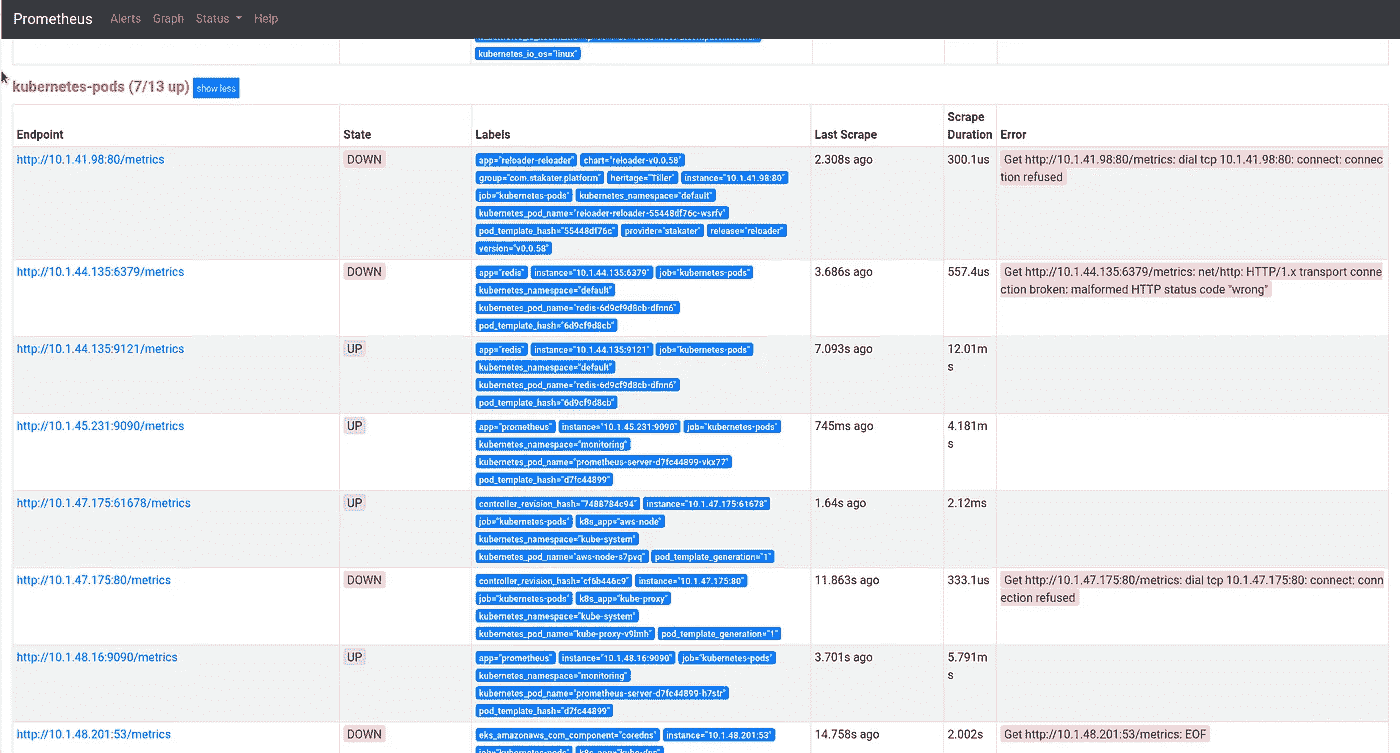 Prometheus Alerts Graph Status Help
kubernetes_io_os="linux"
kubernetes-pods (7/13 up) show less
Endpoint State Labels Last Scrape Scrape Duration Error
http://10.1.41.98:80/metrics DOWN app="reloader-reloader" chart="reloader-v0.0.58" 2.308s ago 300.1us Get http://10.1.41.98:80/metrics: dial tcp 10.1.41.98:80: connect: connec
group="com.stakater.platform" heritage="Tiller" instance="10.1.41.98:80" tion refused
job="kubernetes-pods" kubernetes_namespace="default"
kubernetes_pod_name="reloader-reloader-55448df76c-wsrfv"
pod_template_hash="55448df76c" provider="stakater" release="reloader"
version="v0.0.58"
http://10.1.44.135:6379/metrics DOWN app="redis" instance="10.1.44.135:6379" job="kubernetes-pods" 3.686s ago 557.4us Get http://10.1.44.135:6379/metrics: net/http: HTTP/1.x transport conne
kubernetes_namespace="default" ction broken: malformed HTTP status code "wrong"
kubernetes_pod_name="redis-6d9cf9d8cb-dfnn6"
pod_template_hash="6d9cf9d8cb"
http://10.1.44.135:9121/metrics UP app="redis" instance="10.1.44.135:9121" job="kubernetes-pods" 7.093s ago 12.01m
kubernetes_namespace="default" s
kubernetes_pod_name="redis-6d9cf9d8cb-dfnn6"
pod_template_hash="6d9cf9d8cb"
http://10.1.45.231:9090/metrics UP app="prometheus" instance="10.1.45.231:9090" job="kubernetes-pods" 745ms ago 4.181m
kubernetes_namespace="monitoring" s
kubernetes_pod_name="prometheus-server-d7fc44899-vkx77"
pod_template_hash="d7fc44899"
http://10.1.47.175:61678/metrics UP controller_revision_hash="7488784c94" instance="10.1.47.175:61678" 1.64s ago 2.12ms
job="kubernetes-pods" k8s_app="aws-node"
kubernetes_namespace="kube-system"
kubernetes_pod_name="aws-node-s7pvq" pod_template_generation="1"
http://10.1.47.175:80/metrics DOWN controller_revision_hash="cf6b446c9" instance="10.1.47.175:80" 11.863s ago 333.1us Get http://10.1.47.175:80/metrics: dial tcp 10.1.47.175:80: connect: conn
job="kubernetes-pods" k8s_app="kube-proxy" ection refused
kubernetes_namespace="kube-system"
kubernetes_pod_name="kube-proxy-v9bmh" pod_template_generation="1"
http://10.1.48.16:9090/metrics UP app="prometheus" instance="10.1.48.16:9090" job="kubernetes-pods" 3.701s ago 5.791m
kubernetes_namespace="monitoring" s
kubernetes_pod_name="prometheus-server-d7fc44899-h7str"
pod_template_hash="d7fc44899"
http://10.1.48.201:53/metrics DOWN eks_amazonaws_com_component="coredns" instance="10.1.48.201:53" 14.758s ago 2.002s Get http://10.1.48.201:53/metrics: EOF